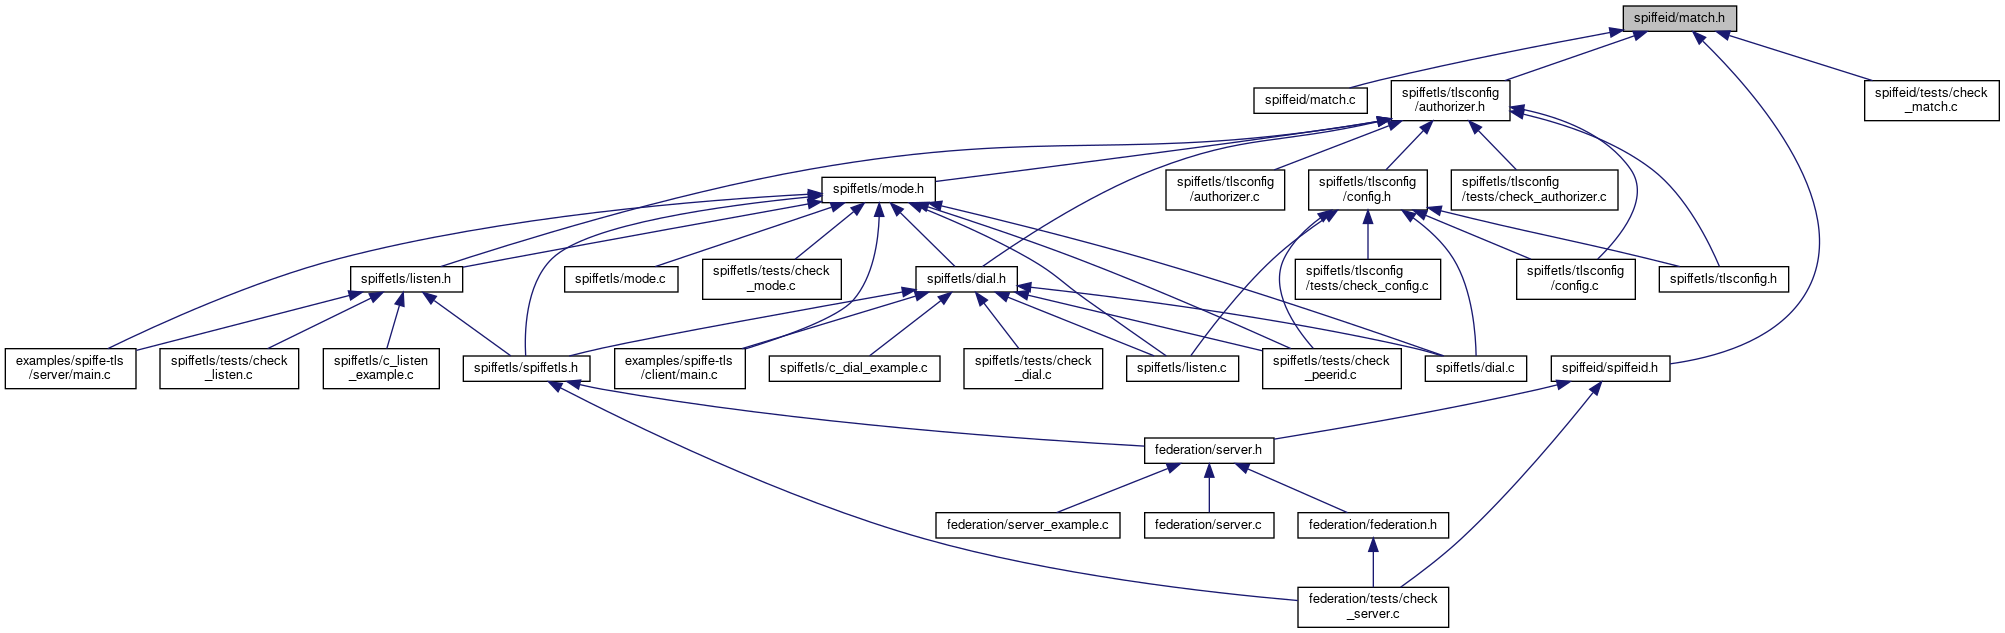 spiffeid/match.h
spiffeid/match.c
spiffetls/tlsconfig
/authorizer.h
spiffeid/tests/check
_match.c
spiffetls/mode.h
spiffetls/tlsconfig
/authorizer.c
spiffetls/tlsconfig
/config.h
spiffetls/tlsconfig
/tests/check_authorizer.c
spiffetls/listen.h
spiffetls/mode.c
spiffetls/tests/check
_mode.c
spiffetls/dial.h
spiffetls/tlsconfig
/tests/check_config.c
spiffetls/tlsconfig
/config.c
spiffetls/tlsconfig.h
examples/spiffe-tls
/server/main.c
spiffetls/tests/check
_listen.c
spiffetls/c_listen
_example.c
spiffetls/spiffetls.h
examples/spiffe-tls
/client/main.c
spiffetls/c_dial_example.c
spiffetls/tests/check
_dial.c
spiffetls/listen.c
spiffetls/tests/check
_peerid.c
spiffetls/dial.c
spiffeid/spiffeid.h
federation/server.h
federation/server_example.c
federation/server.c
federation/federation.h
federation/tests/check
_server.c